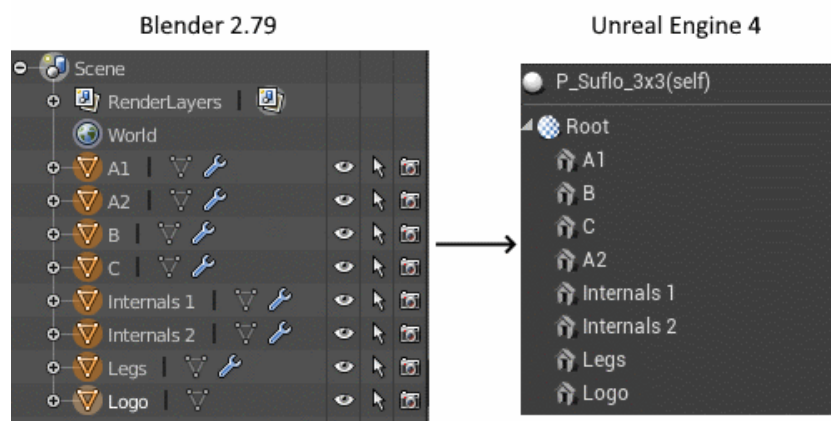 Blender 2.79
Scene
RenderLayers |
World
A1 |
A2 |
B |
C |
Internals 1 |
Internals 2 |
Legs |
Logo |
Unreal Engine 4
P_Suflo_3x3(self)
Root
A1
B
C
A2
Internals 1
Internals 2
Legs
Logo